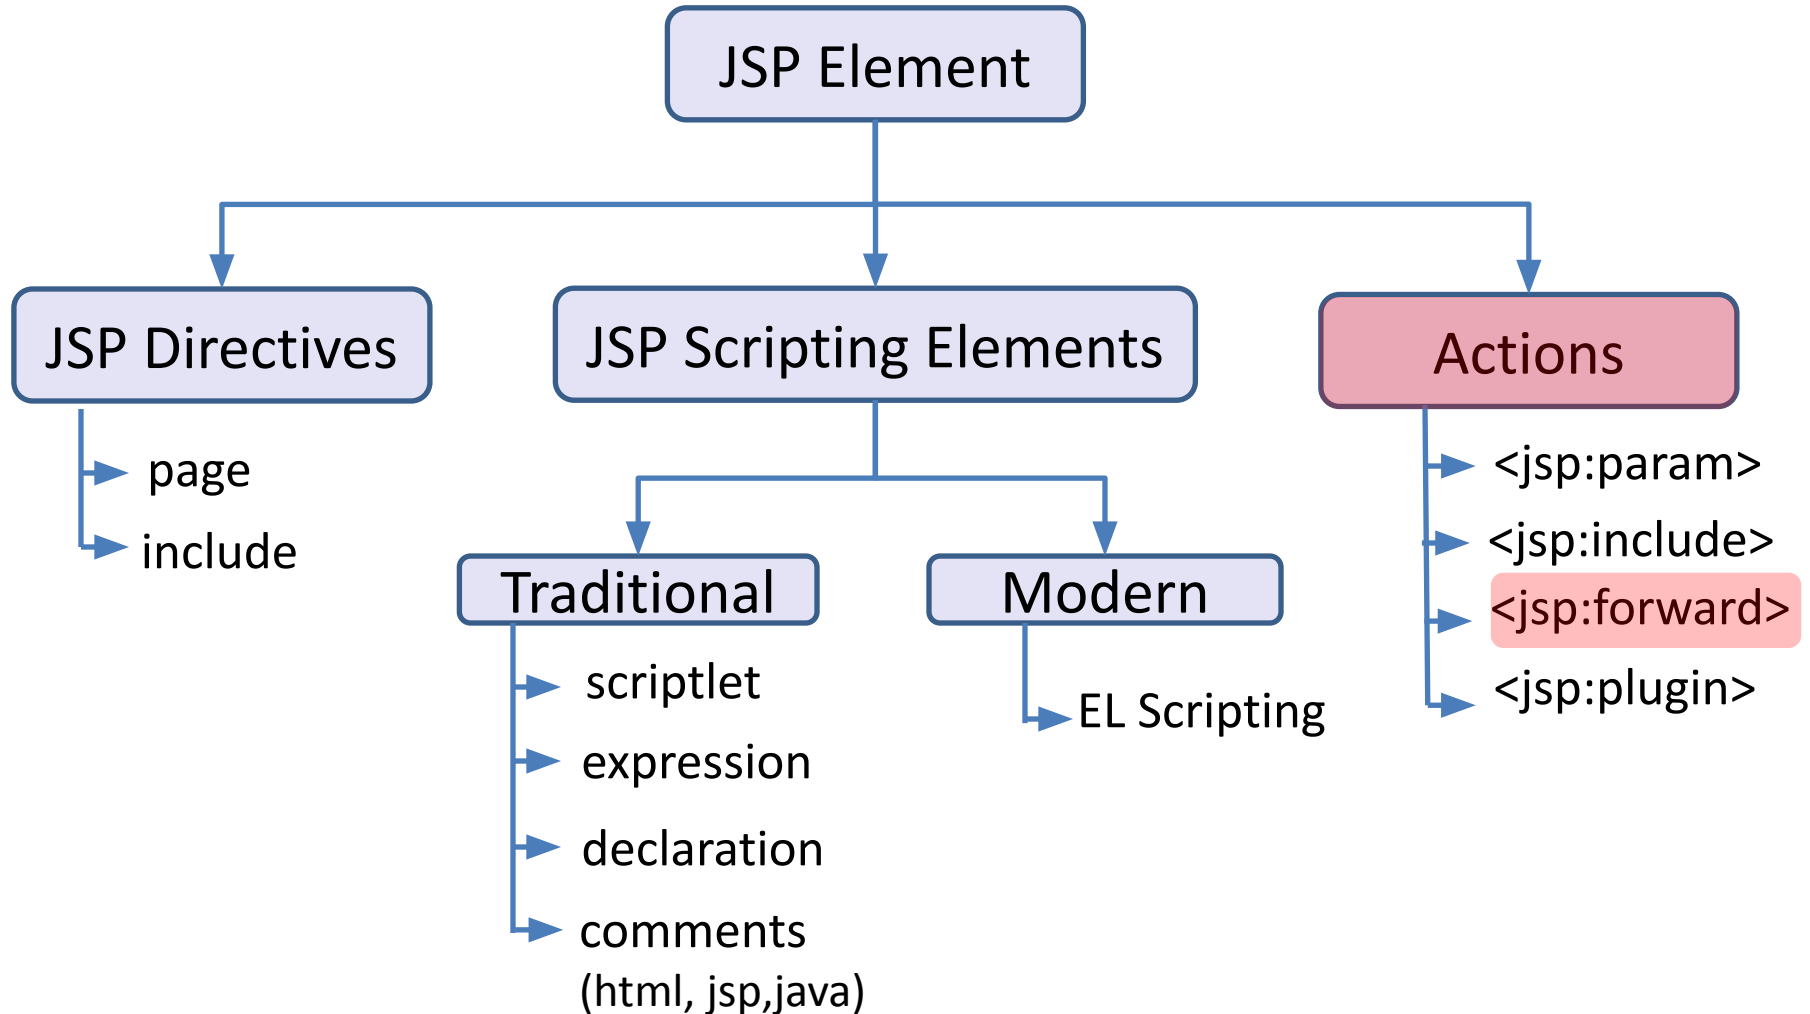 JSP Element
JSP Directives
page
include
JSP Scripting Elements
Traditional
scriptlet
expression
declaration
comments
(html, jsp,java)
Modern
EL Scripting
Actions
<jsp:param>
<jsp:include>
<jsp:forward>
<jsp:plugin>